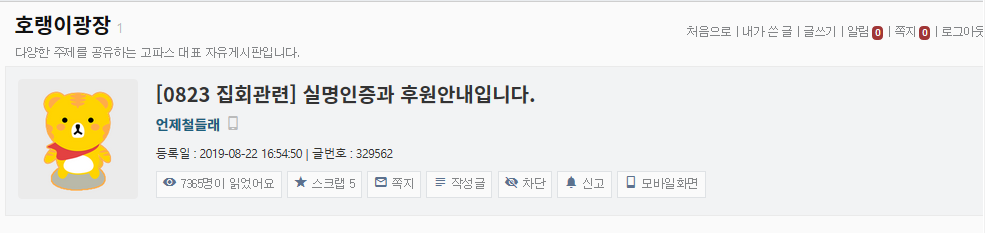 호랭이광장 1
처음으로 | 내가 쓴 글 | 글쓰기 | 알림 0 | 쪽지 0 | 로그아웃
다양한 주제를 공유하는 고파스 대표 자유게시판입니다.
[0823 집회관련] 실명인증과 후원안내입니다.
언제철들래
등록일 : 2019-08-22 16:54:50 | 글번호 : 329562
7365명이 읽었어요 스크랩 5 쪽지 작성글 차단 신고 모바일화면